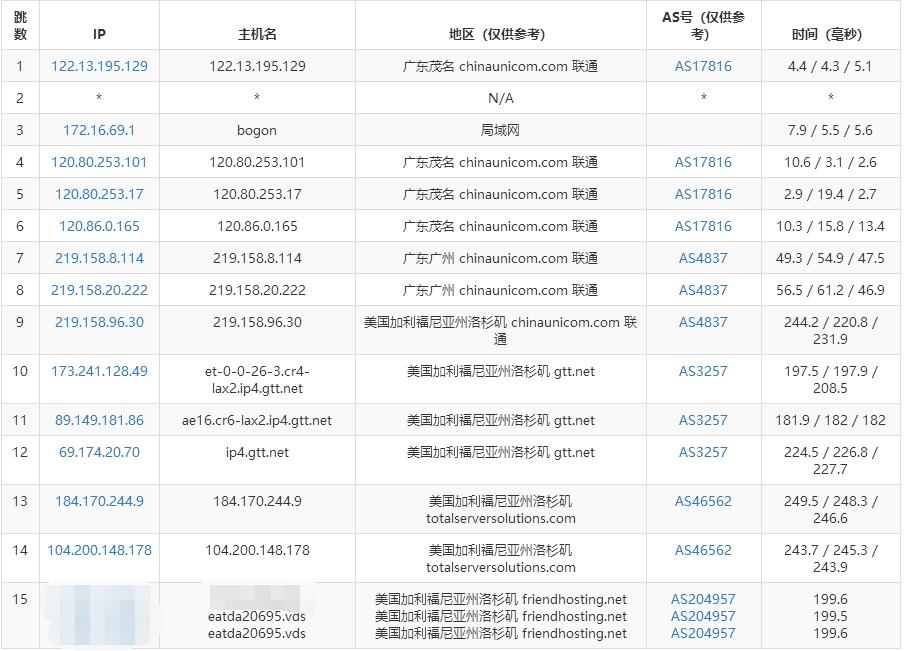 跳数 IP 主机名 地区（仅供参考） AS号（仅供参考） 时间（毫秒）
1 122.13.195.129 122.13.195.129 广东茂名 chinaunicom.com 联通 AS17816 4.4 / 4.3 / 5.1
2 * * N/A * *
3 172.16.69.1 bogon 局域网 7.9 / 5.5 / 5.6
4 120.80.253.101 120.80.253.101 广东茂名 chinaunicom.com 联通 AS17816 10.6 / 3.1 / 2.6
5 120.80.253.17 120.80.253.17 广东茂名 chinaunicom.com 联通 AS17816 2.9 / 19.4 / 2.7
6 120.86.0.165 120.86.0.165 广东茂名 chinaunicom.com 联通 AS17816 10.3 / 15.8 / 13.4
7 219.158.8.114 219.158.8.114 广东广州 chinaunicom.com 联通 AS4837 49.3 / 54.9 / 47.5
8 219.158.20.222 219.158.20.222 广东广州 chinaunicom.com 联通 AS4837 56.5 / 61.2 / 46.9
9 219.158.96.30 219.158.96.30 美国加利福尼亚州洛杉矶 chinaunicom.com 联通 AS4837 244.2 / 220.8 / 231.9
10 173.241.128.49 et-0-0-26-3.cr4-lax2.ip4.gtt.net 美国加利福尼亚州洛杉矶 gtt.net AS3257 197.5 / 197.9 / 208.5
11 89.149.181.86 ae16.cr6-lax2.ip4.gtt.net 美国加利福尼亚州洛杉矶 gtt.net AS3257 181.9 / 182 / 182
12 69.174.20.70 ip4.gtt.net 美国加利福尼亚州洛杉矶 gtt.net AS3257 224.5 / 226.8 / 227.7
13 184.170.244.9 184.170.244.9 美国加利福尼亚州洛杉矶 totalserversolutions.com AS46562 249.5 / 248.3 / 246.6
14 104.200.148.178 104.200.148.178 美国加利福尼亚州洛杉矶 totalserversolutions.com AS46562 243.7 / 245.3 / 243.9
15 美国加利福尼亚州洛杉矶 friendhosting.net AS204957 199.6
eatda20695.vds 美国加利福尼亚州洛杉矶 friendhosting.net AS204957 199.5
eatda20695.vds 美国加利福尼亚州洛杉矶 friendhosting.net AS204957 199.6